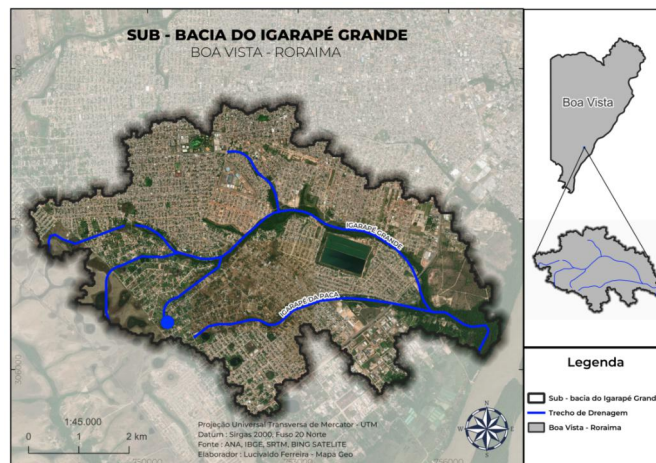 SUB - BACIA DO IGARAPÉ GRANDE
BOA VISTA - RORAIMA
IGARAPÉ GRANDE
IGARAPÉ DA PACA
1:45.000
0 1 2 km
Projeção Universal Transversa de Mercator - UTM
Datum : Sirgas 2000, Fuso 20 Norte
Fonte : ANA, IBGE, SRTM, BING SATELITE
Elaborador : Lucivaldo Ferreira - Mapa Geo
N
Boa Vista
Legenda
Sub - bacia do Igarapé Grand
Trecho de Drenagem
Boa Vista - Roraima